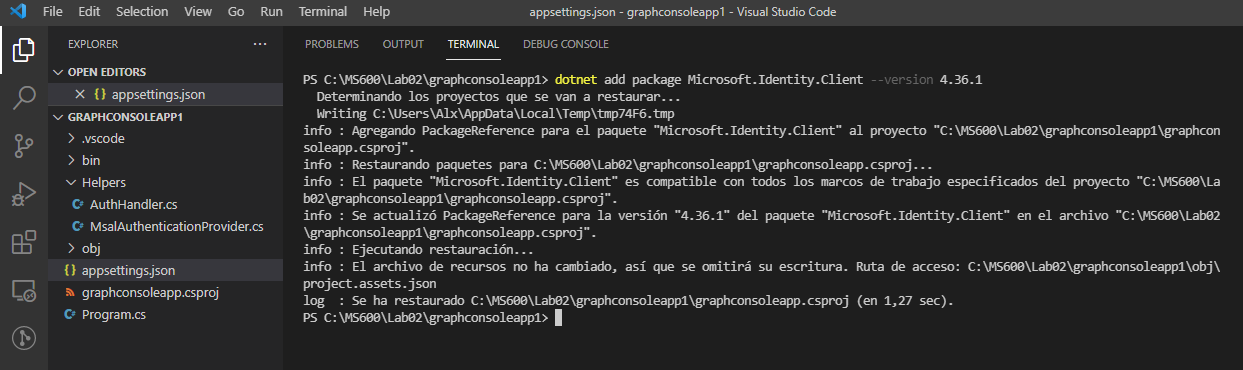 File Edit Selection View Go Run Terminal Help
appsettings.json - graphconsoleapp1 - Visual Studio Code
EXPLORER
OPEN EDITORS
appsettings.json
GRAPHCONSOLEAPP1
.vscode
bin
Helpers
AuthHandler.cs
MsalAuthenticationProvider.cs
obj
appsettings.json
graphconsoleapp.csproj
Program.cs
PROBLEMS OUTPUT TERMINAL DEBUG CONSOLE
PS C:\MS600\Lab02\graphconsoleapp1> dotnet add package Microsoft.Identity.Client --version 4.36.1
Determinando los proyectos que se van a restaurar...
Writing C:\Users\Alx\AppData\Local\Temp\tmp74F6.tmp
info : Agregando PackageReference para el paquete "Microsoft.Identity.Client" al proyecto "C:\MS600\Lab02\graphconsoleapp1\graphcon
soleapp.csproj".
info : Restaurando paquetes para C:\MS600\Lab02\graphconsoleapp1\graphconsoleapp.csproj...
info : El paquete "Microsoft.Identity.Client" es compatible con todos los marcos de trabajo especificados del proyecto "C:\MS600\La
b02\graphconsoleapp1\graphconsoleapp.csproj".
info : Se actualizó PackageReference para la versión "4.36.1" del paquete "Microsoft.Identity.Client" en el archivo "C:\MS600\Lab02
\graphconsoleapp1\graphconsoleapp.csproj".
info : Ejecutando restauración...
info : El archivo de recursos no ha cambiado, así que se omitirá su escritura. Ruta de acceso: C:\MS600\Lab02\graphconsoleapp1\obj\
project.assets.json
log  : Se ha restaurado C:\MS600\Lab02\graphconsoleapp1\graphconsoleapp.csproj (en 1,27 sec).
PS C:\MS600\Lab02\graphconsoleapp1>